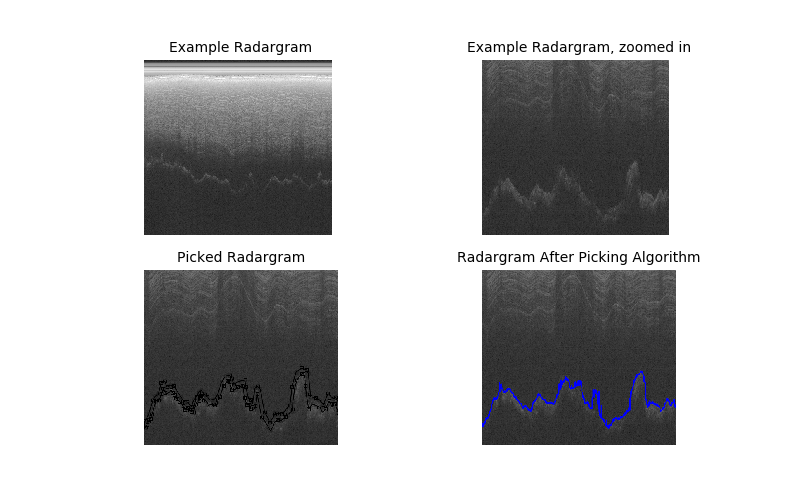 Example Radargram
Example Radargram, zoomed in
Picked Radargram
Radargram After Picking Algorithm